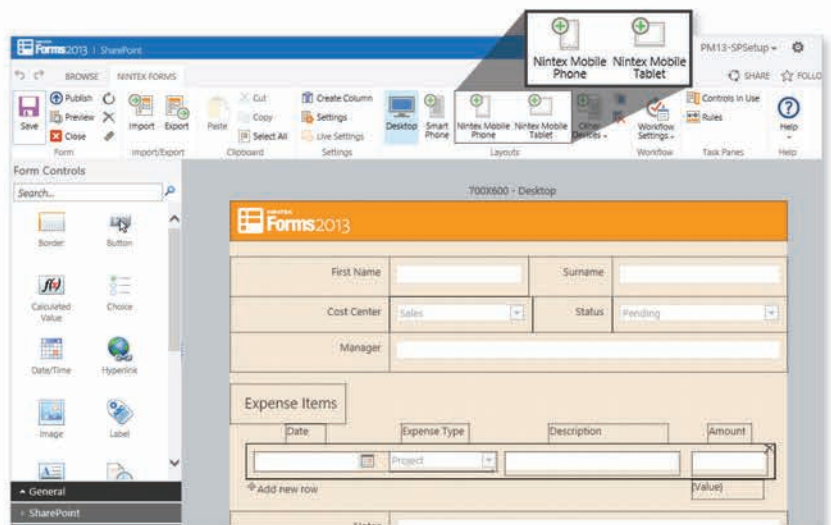 Nintex Mobile Phone
Nintex Mobile Tablet
Forms2013 | SharePoint
PM13-SPSetup
BROWSE
NINTEX FORMS
SHARE
FOLLO
Save
Publish
Preview
Close
Form
Import
Export
Import/Export
Paste
Cut
Copy
Select All
Clipboard
Create Column
Settings
Live Settings
Settings
Desktop
Smart Phone
Nintex Mobile Phone
Nintex Mobile Tablet
Other Devices
Layouts
Workflow Settings
Workflow
Controls in Use
Rules
Task Panes
Help
Help
Form Controls
Search...
Border
Button
f(x)
Calculated Value
Choice
Date/Time
Hyperlink
Image
Label
General
SharePoint
700X600 - Desktop
NINTEX
Forms2013
First Name
Surname
Cost Center
Sales
Status
Pending
Manager
Expense Items
Date
Expense Type
Description
Amount
Project
Add new row
(Value)
Notes